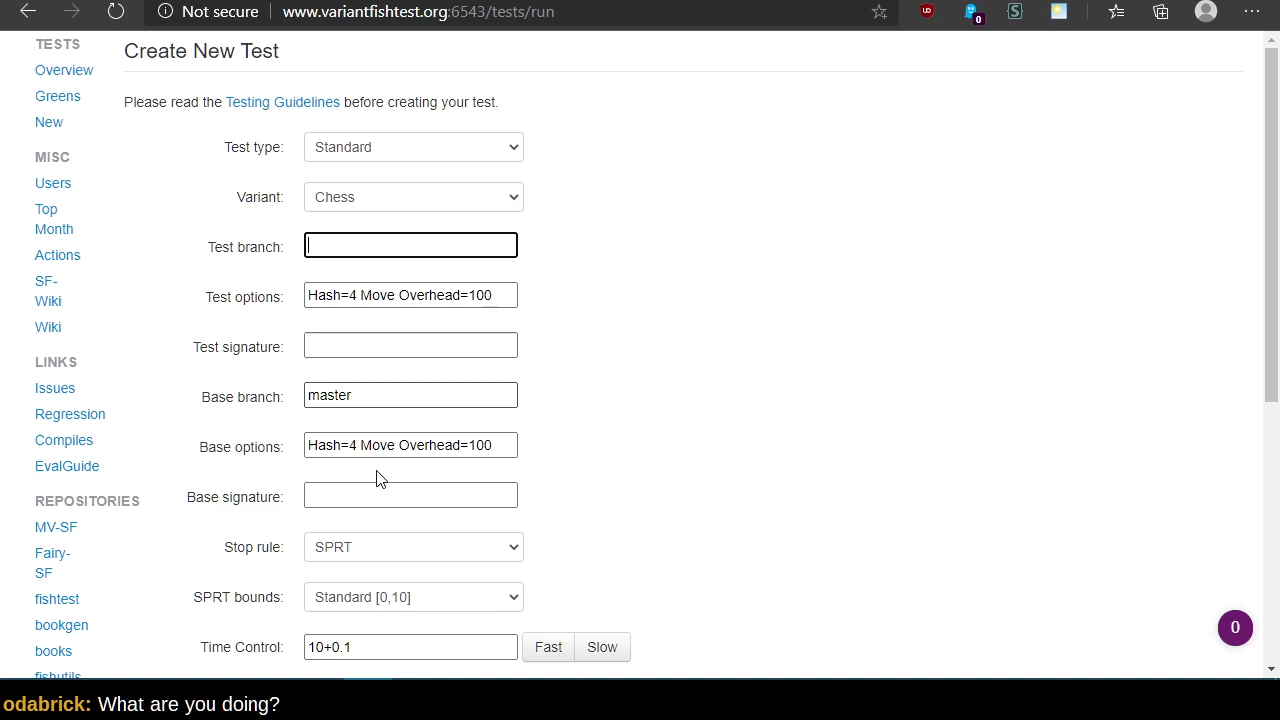 Not secure
www.variantfishtest.org:6543/tests/run
0
TESTS
Overview
Greens
New
MISC
Users
Top
Month
Actions
SF-
Wiki
Wiki
LINKS
Issues
Regression
Compiles
EvalGuide
REPOSITORIES
MV-SF
Fairy-
SF
fishtest
bookgen
books
fishutils
Create New Test
Please read the Testing Guidelines before creating your test.
Test type: Standard
Variant: Chess
Test branch:
Test options: Hash=4 Move Overhead=100
Test signature:
Base branch: master
Base options: Hash=4 Move Overhead=100
Base signature:
Stop rule: SPRT
SPRT bounds: Standard [0,10]
Time Control: 10+0.1 Fast Slow
0
odabrick: What are you doing?